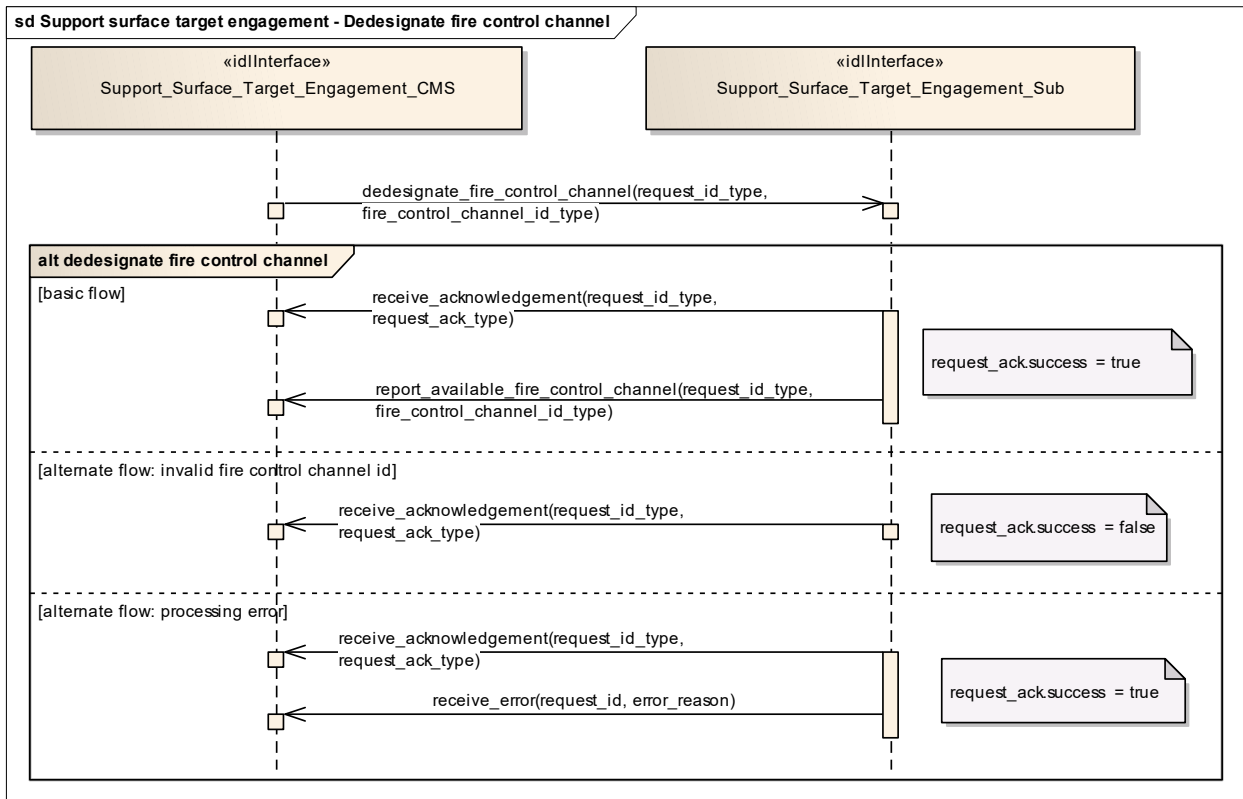 sd Support surface target engagement - Dedesignate fire control channel
«idlInterface»
Support_Surface_Target_Engagement_CMS
«idlInterface»
Support_Surface_Target_Engagement_Sub
dedesignate_fire_control_channel(request_id_type,
fire_control_channel_id_type)
alt dedesignate fire control channel
[basic flow]
receive_acknowledgement(request_id_type,
request_ack_type)
request_ack.success = true
report_available_fire_control_channel(request_id_type,
fire_control_channel_id_type)
[alternate flow: invalid fire control channel id]
receive_acknowledgement(request_id_type,
request_ack_type)
request_ack.success = false
[alternate flow: processing error]
receive_acknowledgement(request_id_type,
request_ack_type)
request_ack.success = true
receive_error(request_id, error_reason)